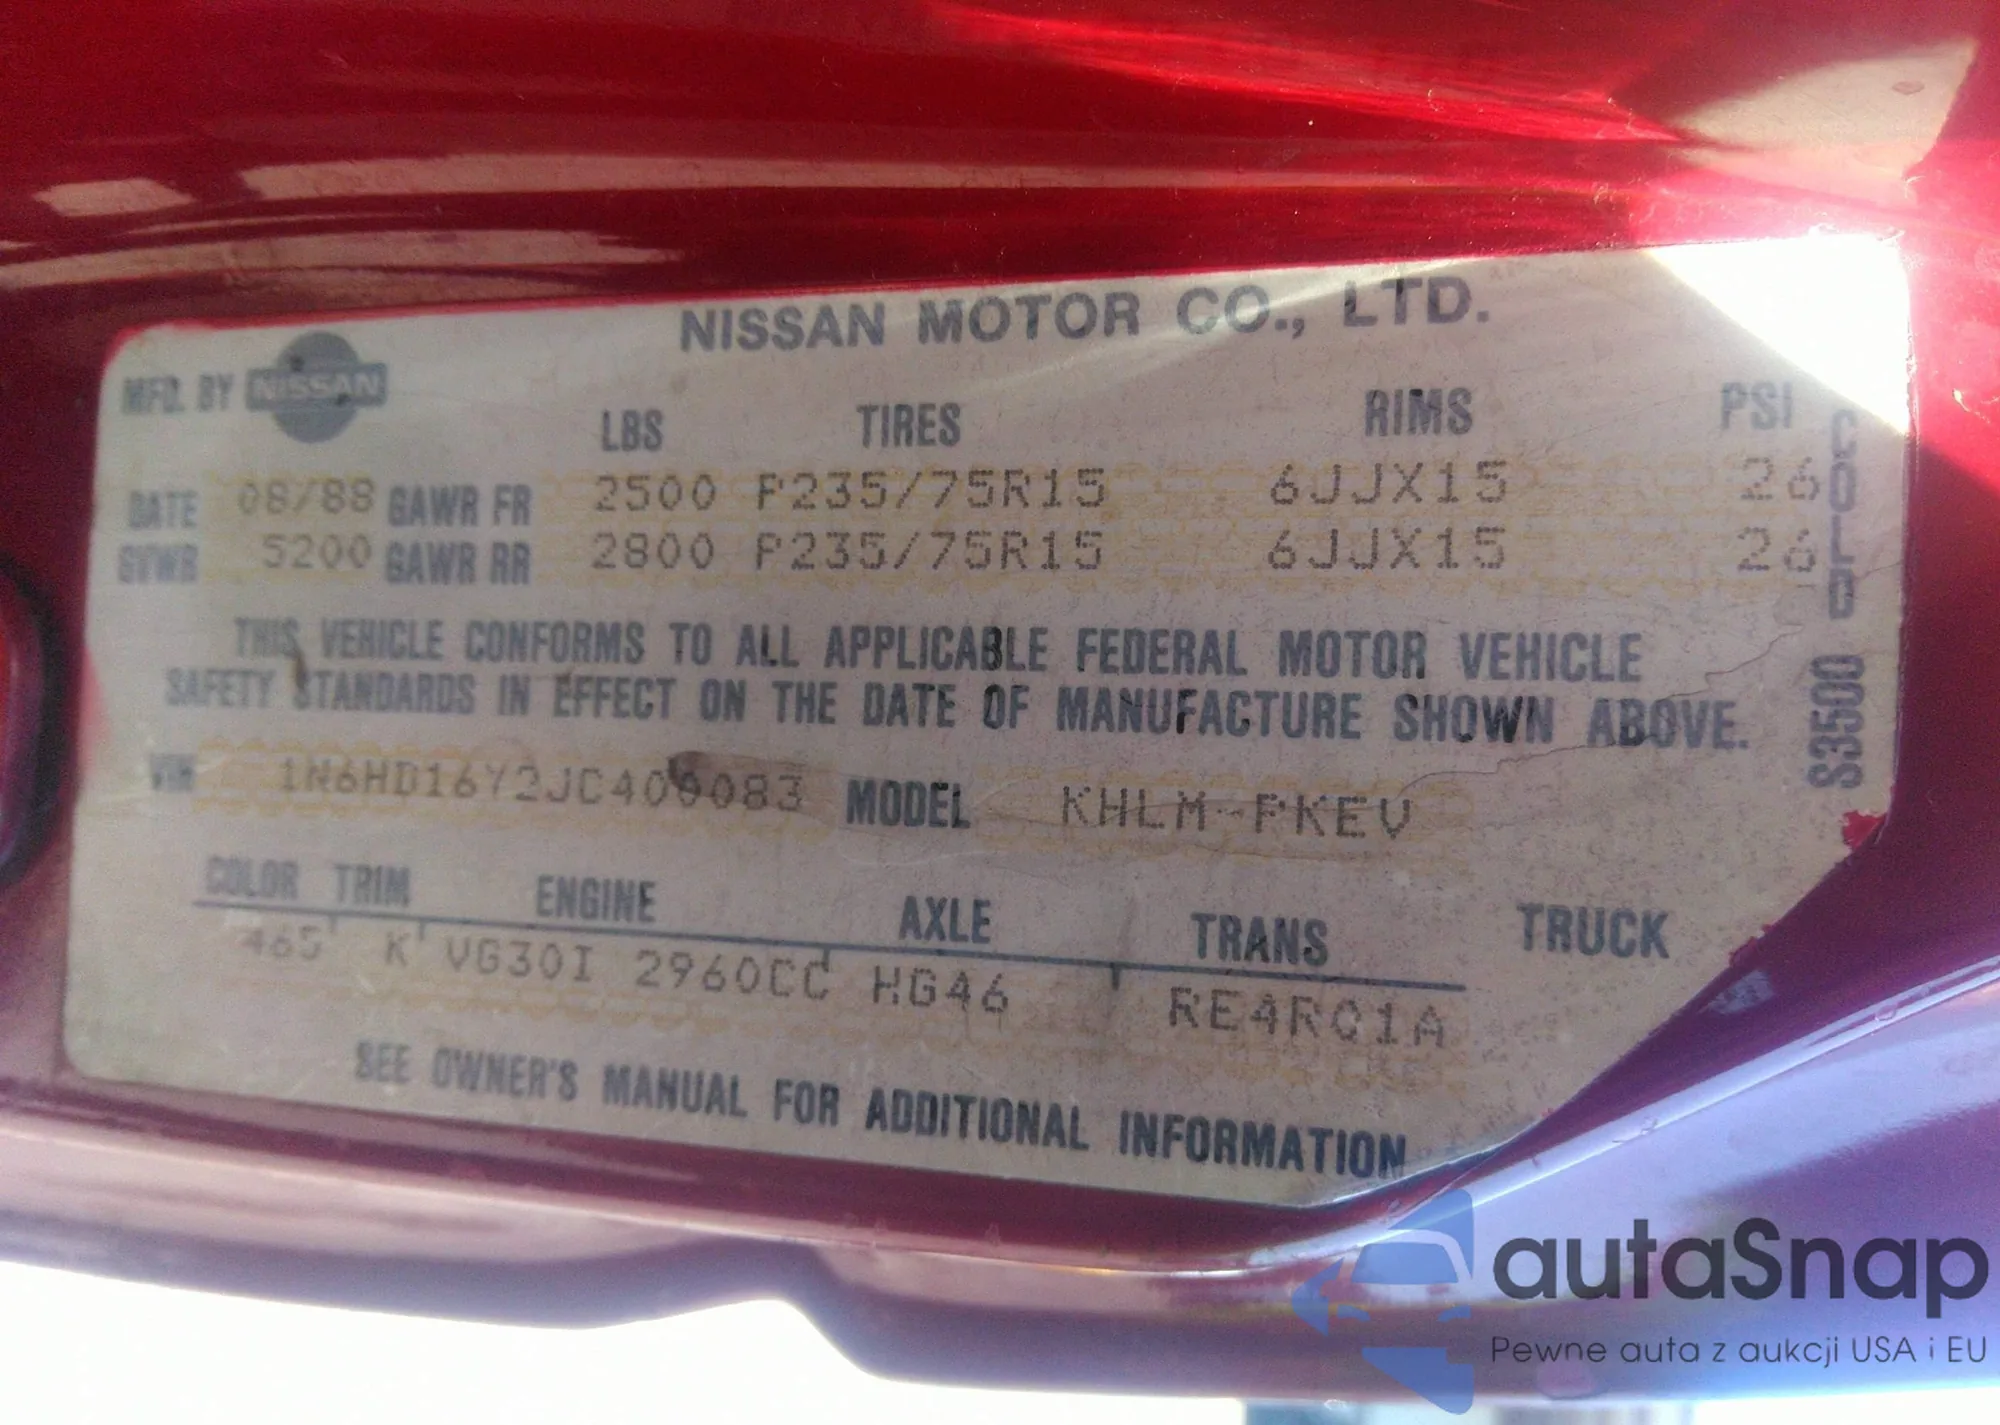 NISSAN MOTOR CO., LTD.
MFD. BY NISSAN
LBS TIRES RIMS PSI
DATE 08/88 GAWR FR 2500 P235/75R15 6JJX15 26
GVWR 5200 GAWR RR 2800 P235/75R15 6JJX15 26
COLD
THIS VEHICLE CONFORMS TO ALL APPLICABLE FEDERAL MOTOR VEHICLE
SAFETY STANDARDS IN EFFECT ON THE DATE OF MANUFACTURE SHOWN ABOVE.
S3500
VIN 1N6HD16Y2JC400083 MODEL KHLM-PKEV
COLOR TRIM ENGINE AXLE TRANS TRUCK
465 K VG30I 2960CC HG46 RE4R01A
SEE OWNER'S MANUAL FOR ADDITIONAL INFORMATION
autaSnap
Pewne auta z aukcji USA i EU